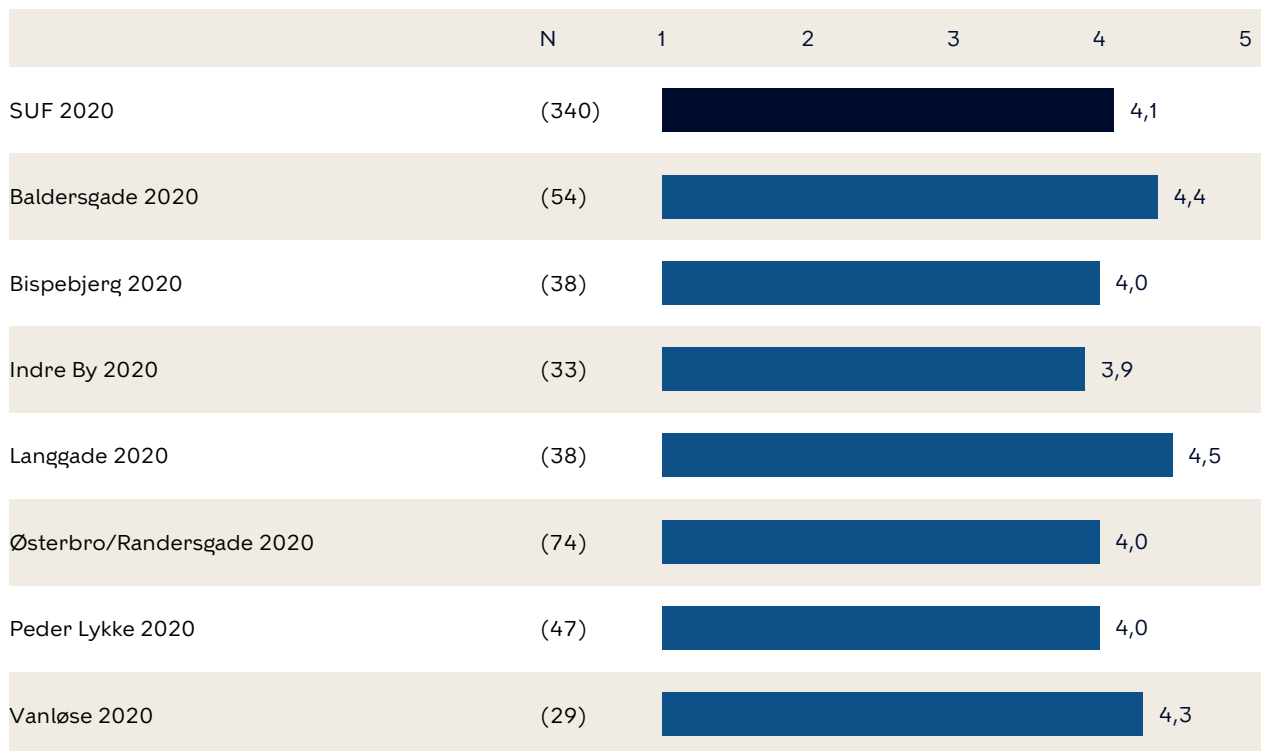 N 1 2 3 4 5
SUF 2020 (340) 4,1
Baldersgade 2020 (54) 4,4
Bispebjerg 2020 (38) 4,0
Indre By 2020 (33) 3,9
Langgade 2020 (38) 4,5
Østerbro/Randersgade 2020 (74) 4,0
Peder Lykke 2020 (47) 4,0
Vanløse 2020 (29) 4,3